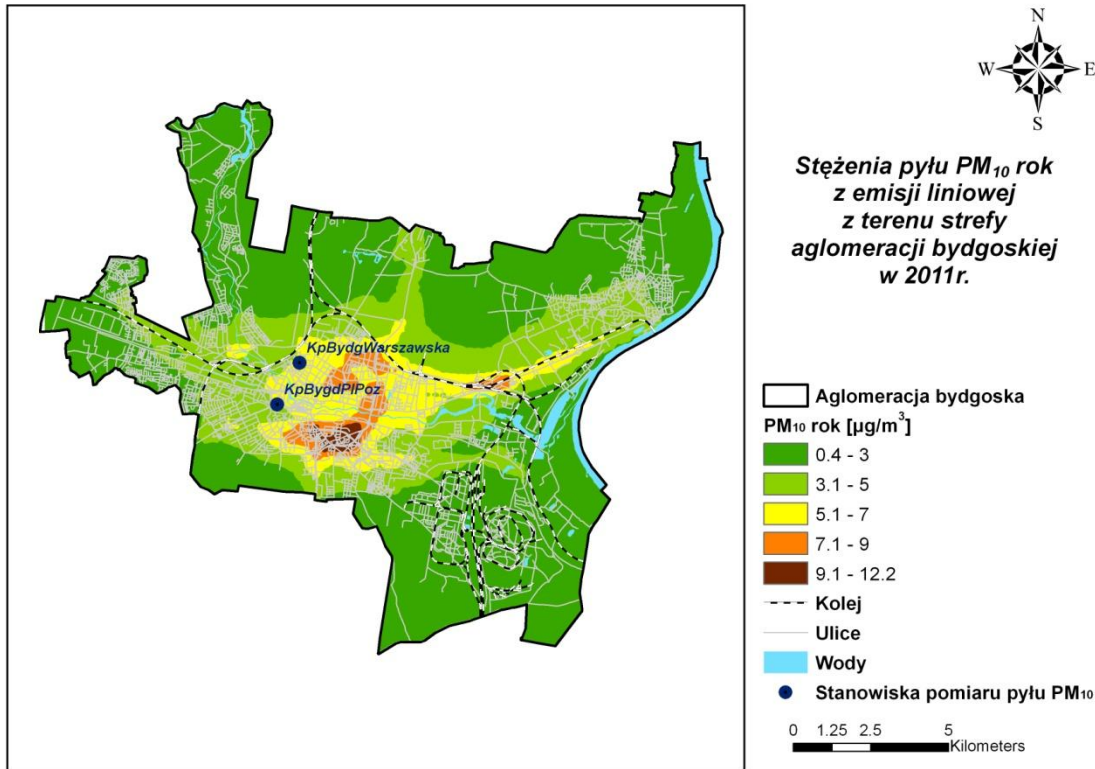 N
W E
S
Stężenia pyłu PM10 rok
z emisji liniowej
z terenu strefy
aglomeracji bydgoskiej
w 2011r.
KpBydgWarszawska
KpBygdPlPoz
Aglomeracja bydgoska
PM10 rok [µg/m³]
0.4 - 3
3.1 - 5
5.1 - 7
7.1 - 9
9.1 - 12.2
Kolej
Ulice
Wody
Stanowiska pomiaru pyłu PM10
0 1.25 2.5 5
Kilometers